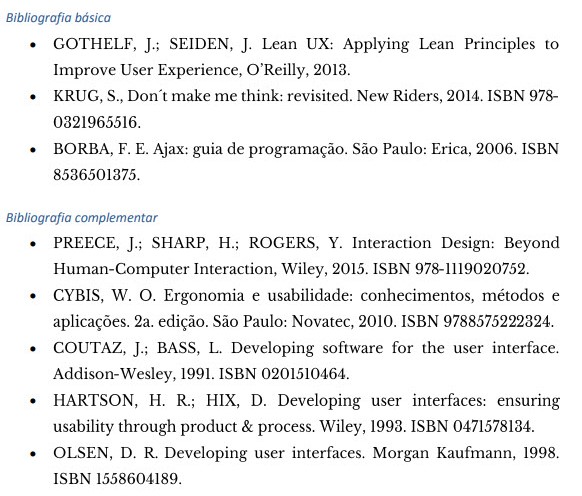 Bibliografia básica
• GOTHELF, J.; SEIDEN, J. Lean UX: Applying Lean Principles to
Improve User Experience, O’Reilly, 2013.
• KRUG, S., Don´t make me think: revisited. New Riders, 2014. ISBN 978-
0321965516.
• BORBA, F. E. Ajax: guia de programação. São Paulo: Erica, 2006. ISBN
8536501375.
Bibliografia complementar
• PREECE, J.; SHARP, H.; ROGERS, Y. Interaction Design: Beyond
Human-Computer Interaction, Wiley, 2015. ISBN 978-1119020752.
• CYBIS, W. O. Ergonomia e usabilidade: conhecimentos, métodos e
aplicações. 2a. edição. São Paulo: Novatec, 2010. ISBN 9788575222324.
• COUTAZ, J.; BASS, L. Developing software for the user interface.
Addison-Wesley, 1991. ISBN 0201510464.
• HARTSON, H. R.; HIX, D. Developing user interfaces: ensuring
usability through product & process. Wiley, 1993. ISBN 0471578134.
• OLSEN, D. R. Developing user interfaces. Morgan Kaufmann, 1998.
ISBN 1558604189.